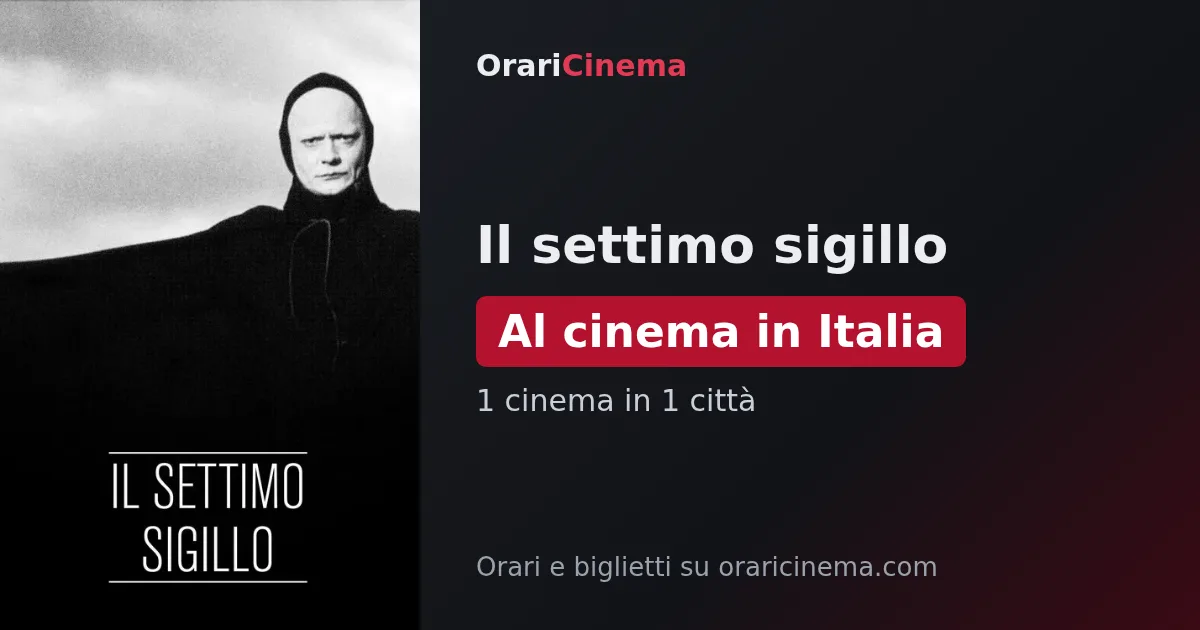 IL SETTIMO
SIGILLO
OrariCinema
Il settimo sigillo
Al cinema in Italia
1 cinema in 1 città
Orari e biglietti su oraricinema.com